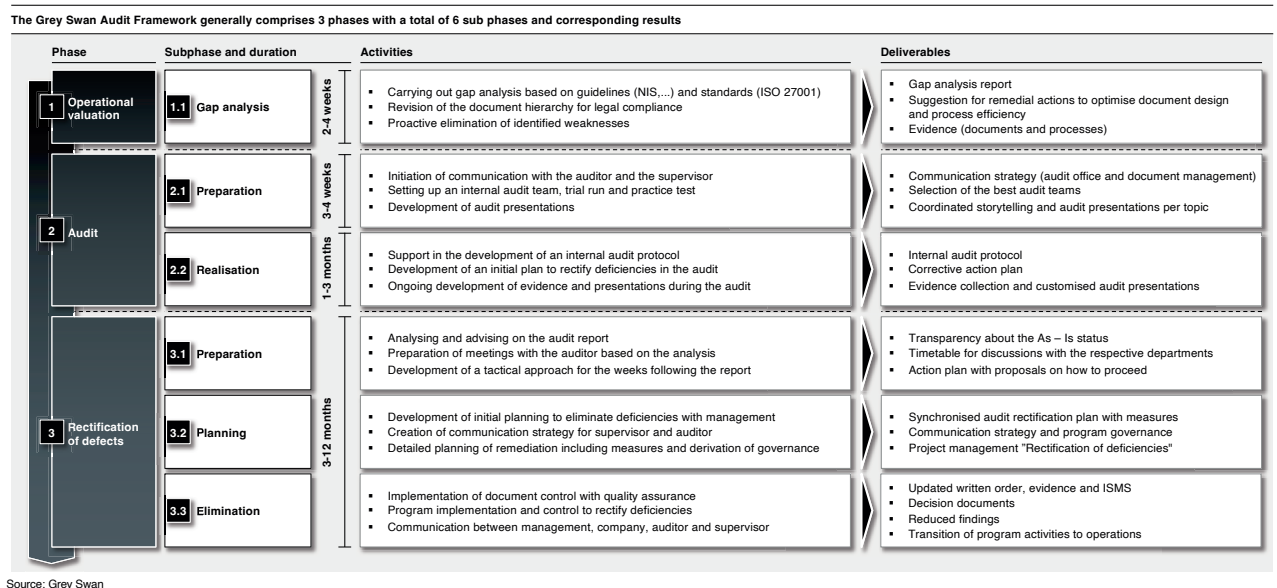 The Grey Swan Audit Framework generally comprises 3 phases with a total of 6 sub phases and corresponding results
Phase
Subphase and duration
Activities
Deliverables
1
Operational
valuation
1.1 Gap analysis
2-4 weeks
▪ Carrying out gap analysis based on guidelines (NIS,...) and standards (ISO 27001)
▪ Revision of the document hierarchy for legal compliance
▪ Proactive elimination of identified weaknesses
▪ Gap analysis report
▪ Suggestion for remedial actions to optimise document design
and process efficiency
▪ Evidence (documents and processes)
2
Audit
2.1 Preparation
3-4 weeks
▪ Initiation of communication with the auditor and the supervisor
▪ Setting up an internal audit team, trial run and practice test
▪ Development of audit presentations
▪ Communication strategy (audit office and document management)
▪ Selection of the best audit teams
▪ Coordinated storytelling and audit presentations per topic
2.2 Realisation
1-3 months
▪ Support in the development of an internal audit protocol
▪ Development of an initial plan to rectify deficiencies in the audit
▪ Ongoing development of evidence and presentations during the audit
▪ Internal audit protocol
▪ Corrective action plan
▪ Evidence collection and customised audit presentations
3
Rectification
of defects
3.1 Preparation
3-12 months
▪ Analysing and advising on the audit report
▪ Preparation of meetings with the auditor based on the analysis
▪ Development of a tactical approach for the weeks following the report
▪ Transparency about the As – Is status
▪ Timetable for discussions with the respective departments
▪ Action plan with proposals on how to proceed
3.2 Planning
▪ Development of initial planning to eliminate deficiencies with management
▪ Creation of communication strategy for supervisor and auditor
▪ Detailed planning of remediation including measures and derivation of governance
▪ Synchronised audit rectification plan with measures
▪ Communication strategy and program governance
▪ Project management "Rectification of deficiencies"
3.3 Elimination
▪ Implementation of document control with quality assurance
▪ Program implementation and control to rectify deficiencies
▪ Communication between management, company, auditor and supervisor
▪ Updated written order, evidence and ISMS
▪ Decision documents
▪ Reduced findings
▪ Transition of program activities to operations
Source: Grey Swan